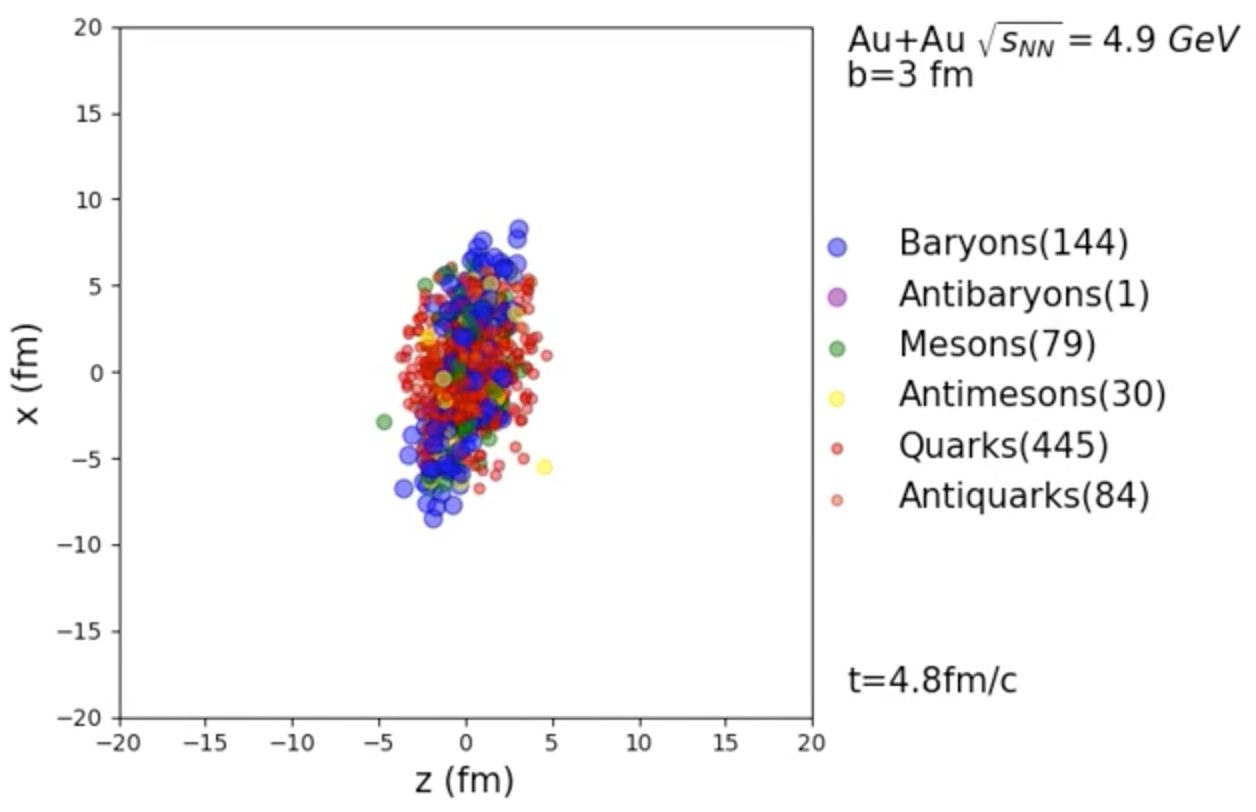 Au+Au √s_NN = 4.9 GeV
b=3 fm
20
15
10
5
0
−5
−10
−15
−20
x (fm)
Baryons(144)
Antibaryons(1)
Mesons(79)
Antimesons(30)
Quarks(445)
Antiquarks(84)
t=4.8fm/c
−20 −15 −10 −5 0 5 10 15 20
z (fm)